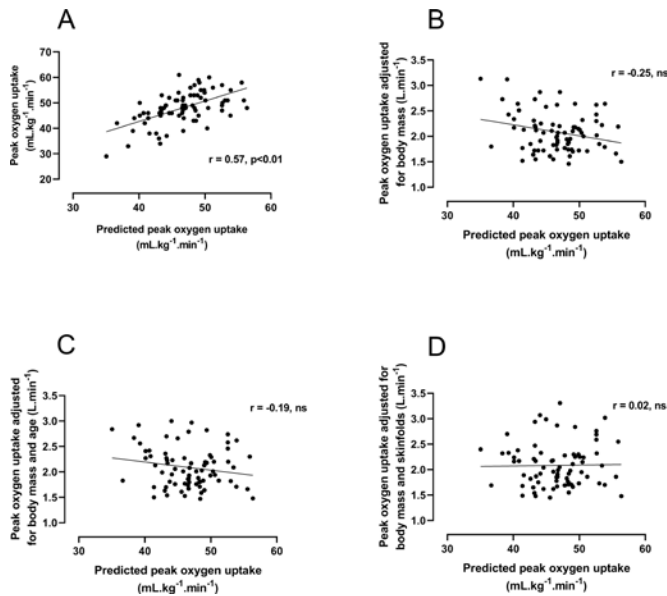 A
Peak oxygen uptake
(mL.kg⁻¹.min⁻¹)
70
60
50
40
30
20
r = 0.57, p<0.01
30 40 50 60
Predicted peak oxygen uptake
(mL.kg⁻¹.min⁻¹)
B
Peak oxygen uptake adjusted
for body mass (L.min⁻¹)
3.5
3.0
2.5
2.0
1.5
1.0
r = -0.25, ns
30 40 50 60
Predicted peak oxygen uptake
(mL.kg⁻¹.min⁻¹)
C
Peak oxygen uptake adjusted
for body mass and age (L.min⁻¹)
3.5
3.0
2.5
2.0
1.5
1.0
r = -0.19, ns
30 40 50 60
Predicted peak oxygen uptake
(mL.kg⁻¹.min⁻¹)
D
Peak oxygen uptake adjusted for
body mass and skinfolds (L.min⁻¹)
3.5
3.0
2.5
2.0
1.5
1.0
r = 0.02, ns
30 40 50 60
Predicted peak oxygen uptake
(mL.kg⁻¹.min⁻¹)